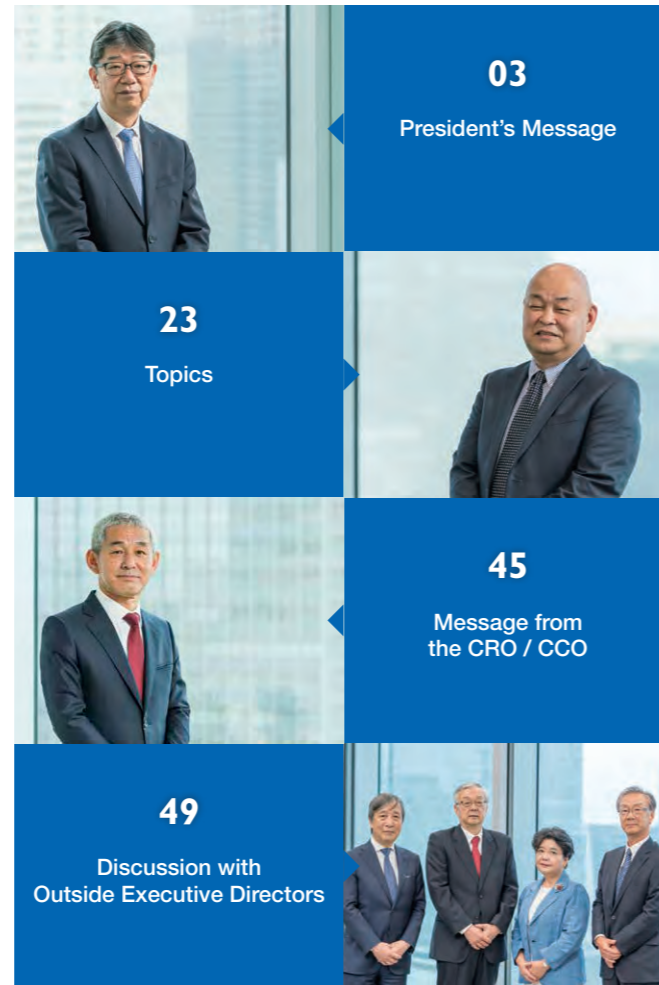 03
President’s Message
23
Topics
45
Message from
the CRO / CCO
49
Discussion with
Outside Executive Directors